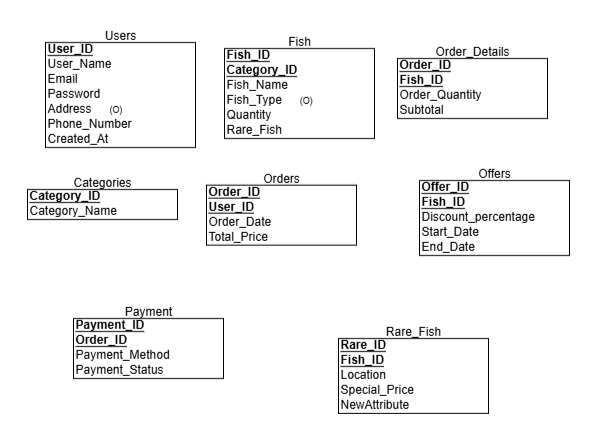 Users
User_ID
User_Name
Email
Password
Address (O)
Phone_Number
Created_At
Fish
Fish_ID
Category_ID
Fish_Name
Fish_Type (O)
Quantity
Rare_Fish
Order_Details
Order_ID
Fish_ID
Order_Quantity
Subtotal
Categories
Category_ID
Category_Name
Orders
Order_ID
User_ID
Order_Date
Total_Price
Offers
Offer_ID
Fish_ID
Discount_percentage
Start_Date
End_Date
Payment
Payment_ID
Order_ID
Payment_Method
Payment_Status
Rare_Fish
Rare_ID
Fish_ID
Location
Special_Price
NewAttribute